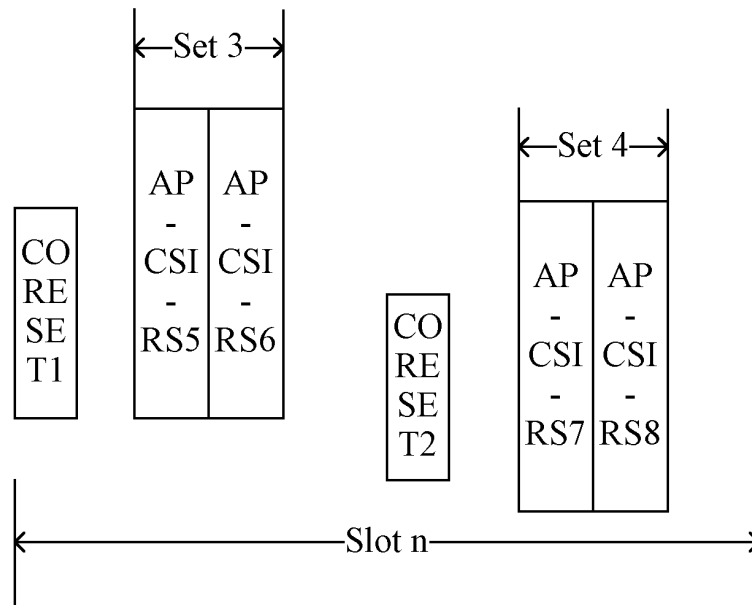 Set 3
AP
-
CSI
-
RS5
AP
-
CSI
-
RS6
CO
RE
SE
T1
Set 4
AP
-
CSI
-
RS7
AP
-
CSI
-
RS8
CO
RE
SE
T2
Slot n